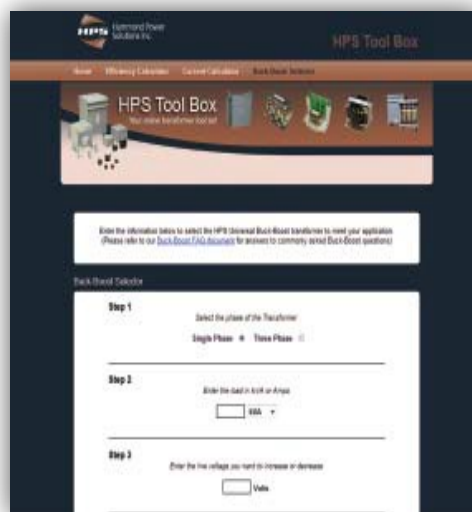 HPS
Hammond Power
Solutions Inc.
HPS Tool Box
Home Efficiency Calculator Current Calculator Buck-Boost Selector
HPS Tool Box
Your online transformer tool set
Enter the information below to select the HPS Universal Buck-Boost transformer to meet your application
(Please refer to our Buck-Boost FAQ document for answers to commonly asked Buck-Boost questions)
Buck-Boost Selector
Step 1
Select the phase of the Transformer
Single Phase Three Phase
Step 2
Enter the load in kVA or Amps
kVA
Step 3
Enter the line voltage you want to increase or decrease
Volts